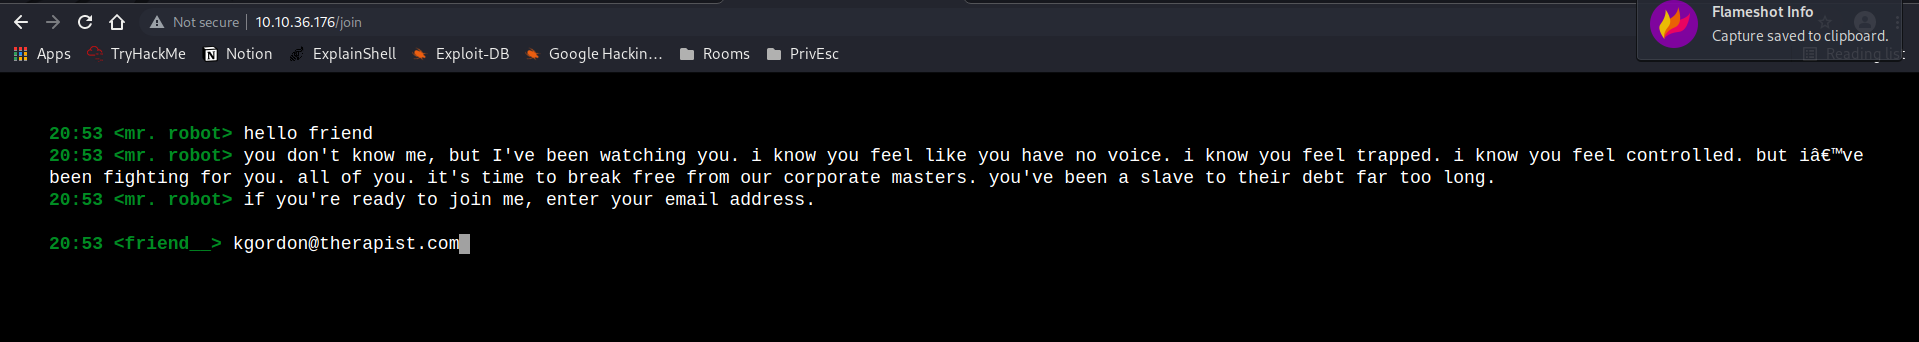 Flameshot Info
Not secure | 10.10.36.176/join
Capture saved to clipboard.
Apps TryHackMe Notion ExplainShell Exploit-DB Google Hackin… Rooms PrivEsc Reading list
20:53 <mr. robot> hello friend
20:53 <mr. robot> you don't know me, but I've been watching you. i know you feel like you have no voice. i know you feel trapped. i know you feel controlled. but iâ€™ve
been fighting for you. all of you. it's time to break free from our corporate masters. you've been a slave to their debt far too long.
20:53 <mr. robot> if you're ready to join me, enter your email address.
20:53 <friend__> kgordon@therapist.com